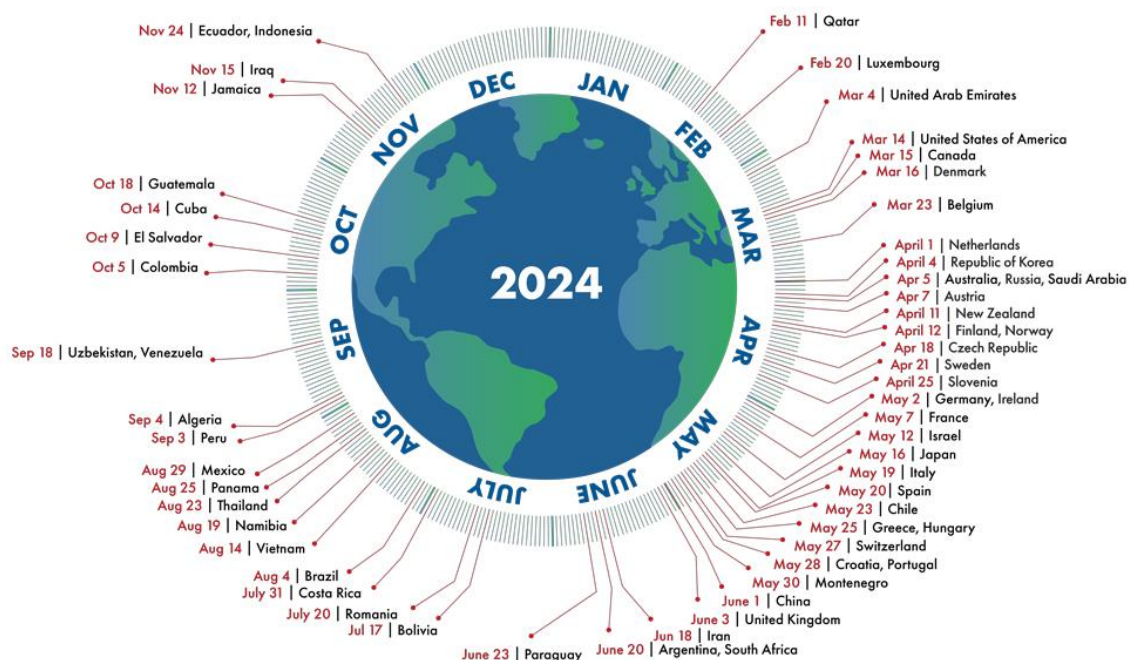 Feb 11 | Qatar
Feb 20 | Luxembourg
Mar 4 | United Arab Emirates
Mar 14 | United States of America
Mar 15 | Canada
Mar 16 | Denmark
Mar 23 | Belgium
April 1 | Netherlands
April 4 | Republic of Korea
Apr 5 | Australia, Russia, Saudi Arabia
Apr 7 | Austria
April 11 | New Zealand
April 12 | Finland, Norway
Apr 18 | Czech Republic
Apr 21 | Sweden
April 25 | Slovenia
May 2 | Germany, Ireland
May 7 | France
May 12 | Israel
May 16 | Japan
May 19 | Italy
May 20 | Spain
May 23 | Chile
May 25 | Greece, Hungary
May 27 | Switzerland
May 28 | Croatia, Portugal
May 30 | Montenegro
June 1 | China
June 3 | United Kingdom
Jun 18 | Iran
June 20 | Argentina, South Africa
June 23 | Paraguay
Jul 17 | Bolivia
July 20 | Romania
July 31 | Costa Rica
Aug 4 | Brazil
Aug 14 | Vietnam
Aug 19 | Namibia
Aug 23 | Thailand
Aug 25 | Panama
Aug 29 | Mexico
Sep 3 | Peru
Sep 4 | Algeria
Sep 18 | Uzbekistan, Venezuela
Oct 5 | Colombia
Oct 9 | El Salvador
Oct 14 | Cuba
Oct 18 | Guatemala
Nov 12 | Jamaica
Nov 15 | Iraq
Nov 24 | Ecuador, Indonesia
JAN
FEB
MAR
APR
MAY
JUNE
JULY
AUG
SEP
OCT
NOV
DEC
2024